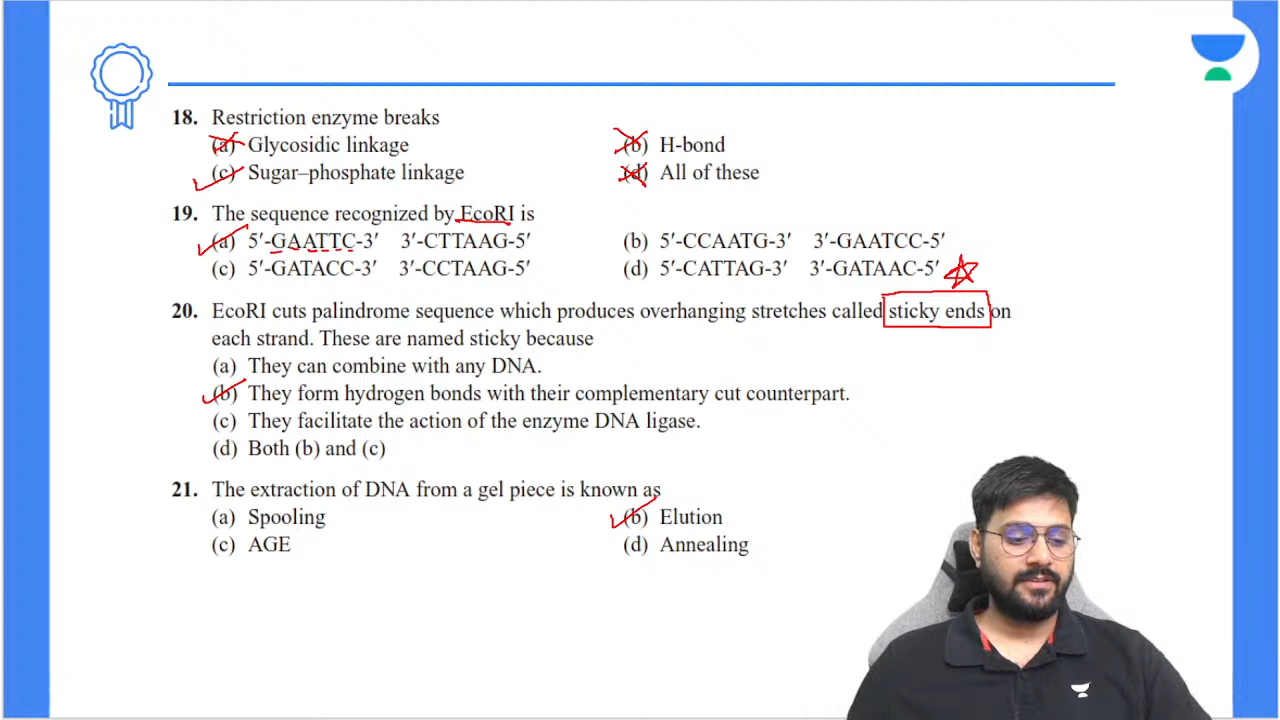 18. Restriction enzyme breaks
(a) Glycosidic linkage (b) H-bond
(c) Sugar–phosphate linkage (d) All of these
19. The sequence recognized by EcoRI is
(a) 5′-GAATTC-3′ 3′-CTTAAG-5′ (b) 5′-CCAATG-3′ 3′-GAATCC-5′
(c) 5′-GATACC-3′ 3′-CCTAAG-5′ (d) 5′-CATTAG-3′ 3′-GATAAC-5′
20. EcoRI cuts palindrome sequence which produces overhanging stretches called sticky ends on
each strand. These are named sticky because
(a) They can combine with any DNA.
(b) They form hydrogen bonds with their complementary cut counterpart.
(c) They facilitate the action of the enzyme DNA ligase.
(d) Both (b) and (c)
21. The extraction of DNA from a gel piece is known as
(a) Spooling (b) Elution
(c) AGE (d) Annealing